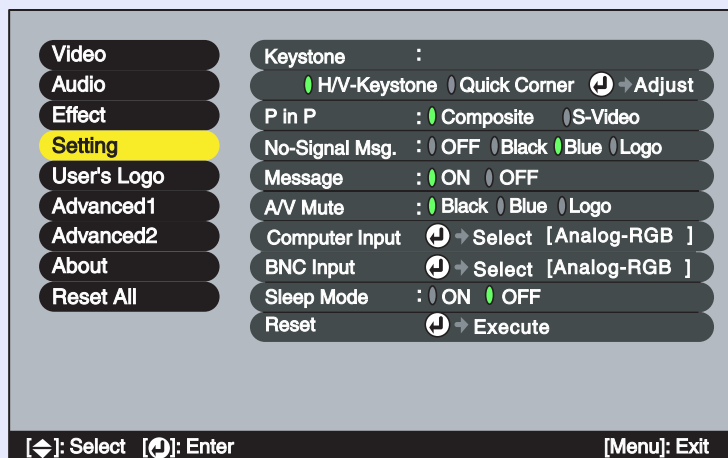 Video
Audio
Effect
Setting
User's Logo
Advanced1
Advanced2
About
Reset All
Keystone :
H/V-Keystone Quick Corner Adjust
P in P : Composite S-Video
No-Signal Msg. : OFF Black Blue Logo
Message : ON OFF
A/V Mute : Black Blue Logo
Computer Input Select [Analog-RGB ]
BNC Input Select [Analog-RGB ]
Sleep Mode : ON OFF
Reset Execute
[ ]: Select [ ]: Enter [Menu]: Exit